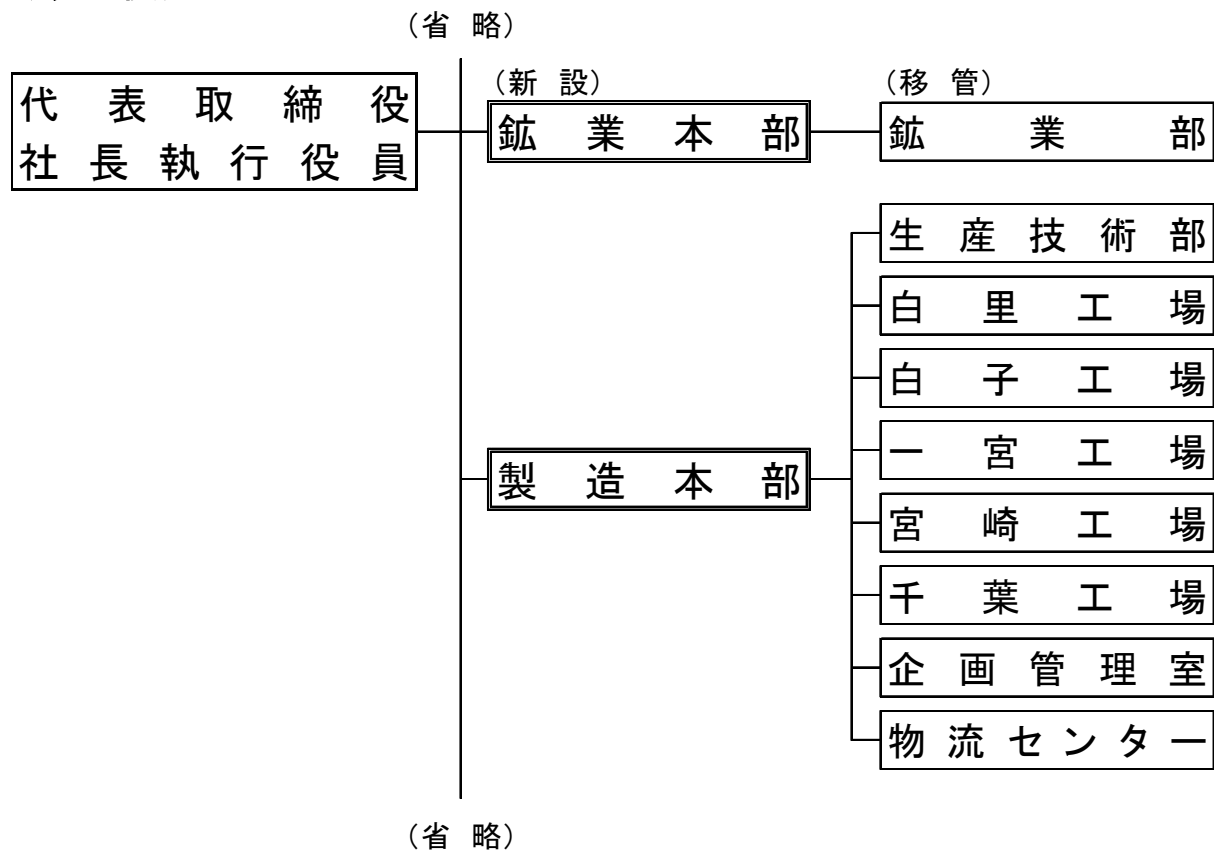 （省 略）
（新 設）
（移 管）
代表取締役
社長執行役員
鉱業本部
鉱業部
生産技術部
白里工場
白子工場
一宮工場
製造本部
宮崎工場
千葉工場
企画管理室
物流センター
（省 略）